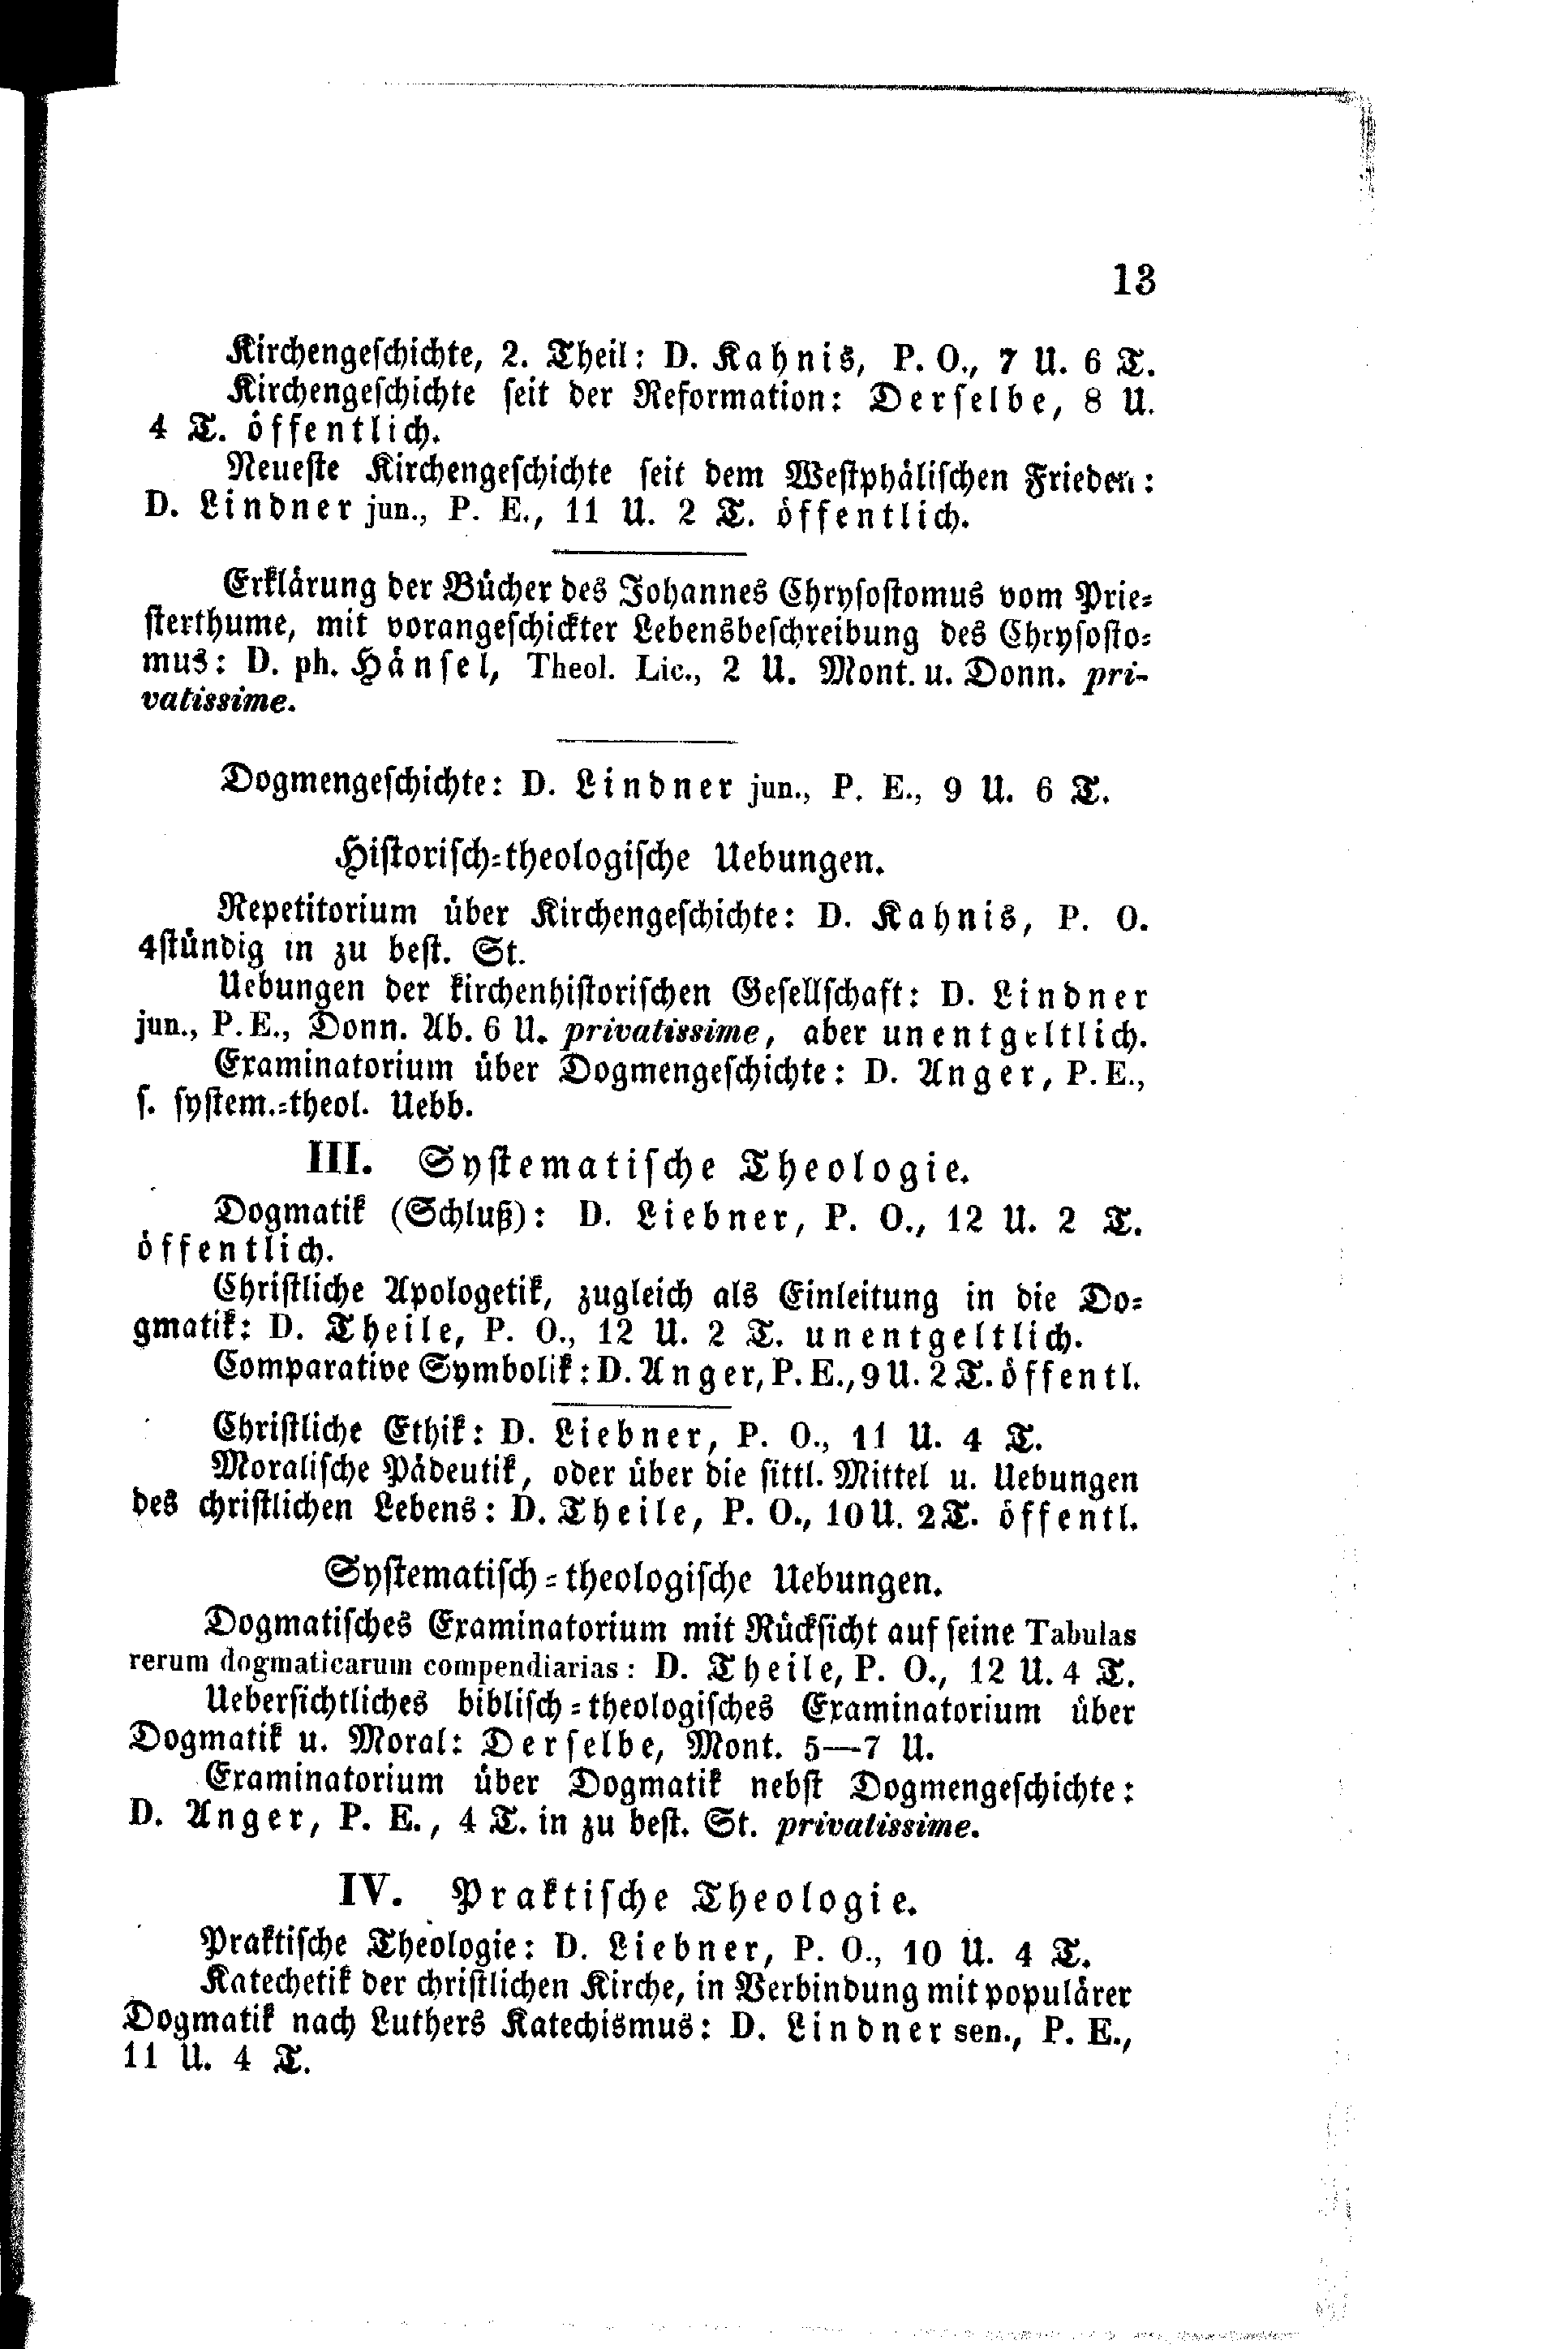 13
Kirchengeschichte, 2. Theil: D. Kahnis, P. O., 7 U. 6 T.
Kirchengeschichte seit der Reformation: Derselbe, 8 U.
4 T. öffentlich.
Neueste Kirchengeschichte seit dem Westphälischen Frieden:
D. Lindner jun., P. E., 11 U. 2 T. öffentlich.
Erklärung der Bücher des Johannes Chrysostomus vom Prie=
sterthume, mit vorangeschickter Lebensbeschreibung des Chrysosto=
mus: D. ph. Hänsel, Theol. Lic., 2 U. Mont. u. Donn. pri-
vatissime.
Dogmengeschichte: D. Lindner jun., P. E., 9 U. 6 T.
Historisch=theologische Uebungen.
Repetitorium über Kirchengeschichte: D. Kahnis, P. O.
4stündig in zu best. St.
Uebungen der kirchenhistorischen Gesellschaft: D. Lindner
jun., P. E., Donn. Ab. 6 U. privatissime, aber unentgeltlich.
Examinatorium über Dogmengeschichte: D. Anger, P. E.,
s. system.=theol. Uebb.
III. Systematische Theologie.
Dogmatik (Schluß): D. Liebner, P. O., 12 U. 2 T.
öffentlich.
Christliche Apologetik, zugleich als Einleitung in die Do=
gmatik: D. Theile, P. O., 12 U. 2 T. unentgeltlich.
Comparative Symbolik: D. Anger, P. E., 9 U. 2 T. öffentl.
Christliche Ethik: D. Liebner, P. O., 11 U. 4 T.
Moralische Pädeutik, oder über die sittl. Mittel u. Uebungen
des christlichen Lebens: D. Theile, P. O., 10 U. 2 T. öffentl.
Systematisch=theologische Uebungen.
Dogmatisches Examinatorium mit Rücksicht auf seine Tabulas
rerum dogmaticarum compendiarias: D. Theile, P. O., 12 U. 4 T.
Uebersichtliches biblisch=theologisches Examinatorium über
Dogmatik u. Moral: Derselbe, Mont. 5—7 U.
Examinatorium über Dogmatik nebst Dogmengeschichte:
D. Anger, P. E., 4 T. in zu best. St. privatissime.
IV. Praktische Theologie.
Praktische Theologie: D. Liebner, P. O., 10 U. 4 T.
Katechetik der christlichen Kirche, in Verbindung mit populärer
Dogmatik nach Luthers Katechismus: D. Lindner sen., P. E.,
11 U. 4 T.